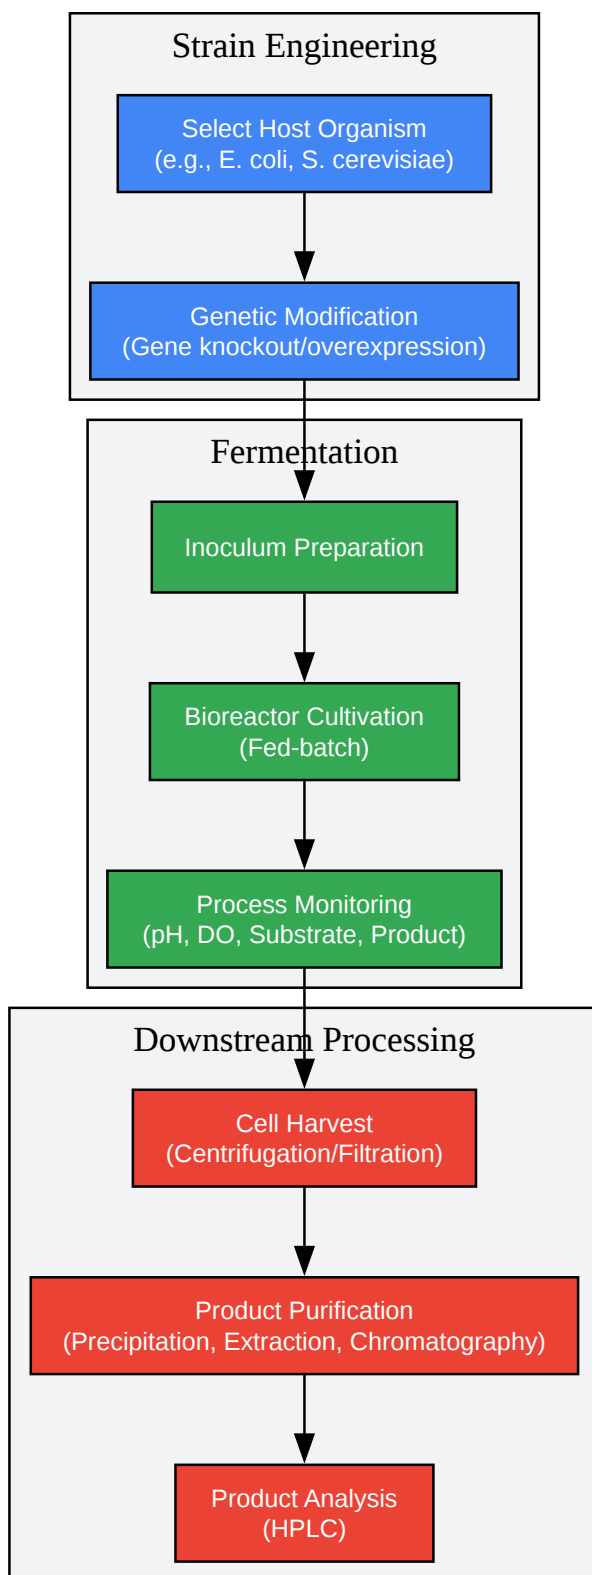 Strain Engineering
Select Host Organism
(e.g., E. coli, S. cerevisiae)
Genetic Modification
(Gene knockout/overexpression)
Fermentation
Inoculum Preparation
Bioreactor Cultivation
(Fed-batch)
Process Monitoring
(pH, DO, Substrate, Product)
Downstream Processing
Cell Harvest
(Centrifugation/Filtration)
Product Purification
(Precipitation, Extraction, Chromatography)
Product Analysis
(HPLC)